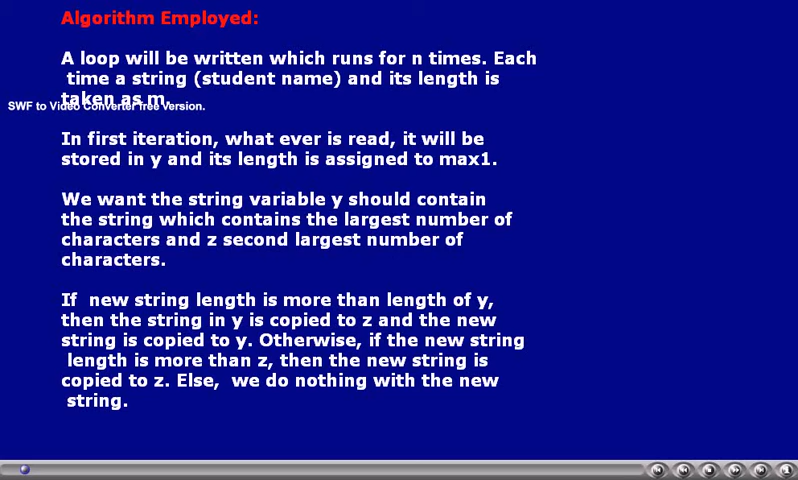 Algorithm Employed:
A loop will be written which runs for n times. Each
time a string (student name) and its length is
taken as m.
SWF to Video Converter free version.
In first iteration, what ever is read, it will be
stored in y and its length is assigned to max1.
We want the string variable y should contain
the string which contains the largest number of
characters and z second largest number of
characters.
If new string length is more than length of y,
then the string in y is copied to z and the new
string is copied to y. Otherwise, if the new string
length is more than z, then the new string is
copied to z. Else, we do nothing with the new
string.